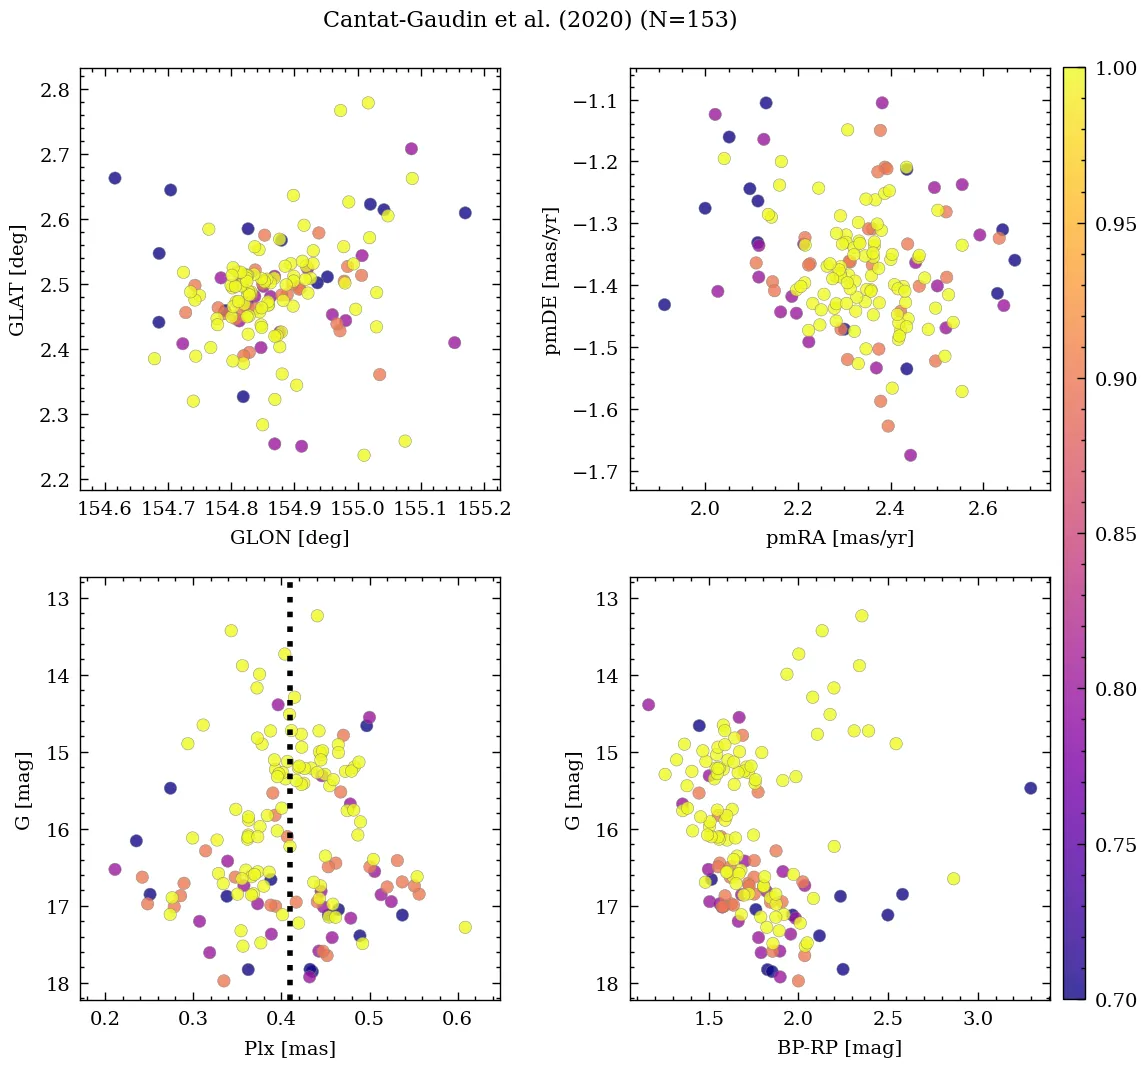 Cantat-Gaudin et al. (2020) (N=153)
2.8
2.7
2.6
2.5
2.4
2.3
2.2
GLAT [deg]
154.6 154.7 154.8 154.9 155.0 155.1 155.2
GLON [deg]
−1.1
−1.2
−1.3
−1.4
−1.5
−1.6
−1.7
pmDE [mas/yr]
2.0 2.2 2.4 2.6
pmRA [mas/yr]
13
14
15
16
17
18
G [mag]
0.2 0.3 0.4 0.5 0.6
Plx [mas]
13
14
15
16
17
18
G [mag]
1.5 2.0 2.5 3.0
BP-RP [mag]
1.00
0.95
0.90
0.85
0.80
0.75
0.70